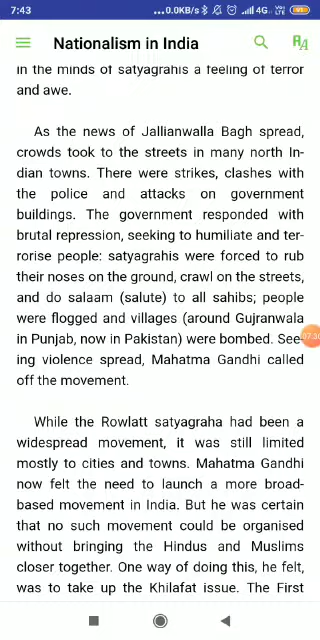 7:43
...0.0KB/s
4G
Vo)
LTE
Nationalism in India
AA
in the minds of satyagrahis a feeling of terror
and awe.
As the news of Jallianwalla Bagh spread,
crowds took to the streets in many north In-
dian towns. There were strikes, clashes with
the police and attacks on government
buildings. The government responded with
brutal repression, seeking to humiliate and ter-
rorise people: satyagrahis were forced to rub
their noses on the ground, crawl on the streets,
and do salaam (salute) to all sahibs; people
were flogged and villages (around Gujranwala
in Punjab, now in Pakistan) were bombed. See-
ing violence spread, Mahatma Gandhi called
off the movement.
While the Rowlatt satyagraha had been a
widespread movement, it was still limited
mostly to cities and towns. Mahatma Gandhi
now felt the need to launch a more broad-
based movement in India. But he was certain
that no such movement could be organised
without bringing the Hindus and Muslims
closer together. One way of doing this, he felt,
was to take up the Khilafat issue. The First